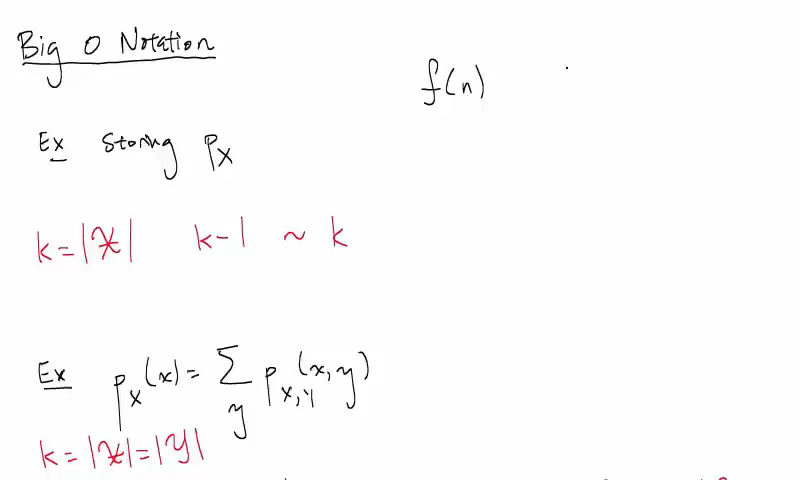 Big O Notation
f(n)
Ex storing p_X
k = |𝒳| k-1 ~ k
Ex p_X(x) = ∑_y p_{X,Y}(x,y)
k = |𝒳| = |𝒴|